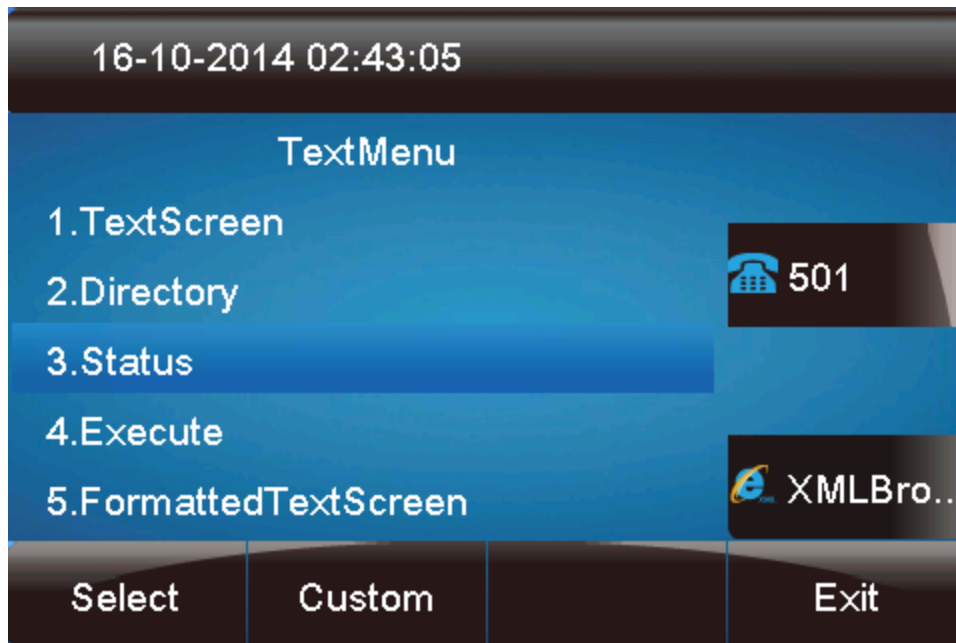 16-10-2014 02:43:05
TextMenu
1.TextScreen
2.Directory
3.Status
4.Execute
5.FormattedTextScreen
501
XMLBro..
Select
Custom
Exit